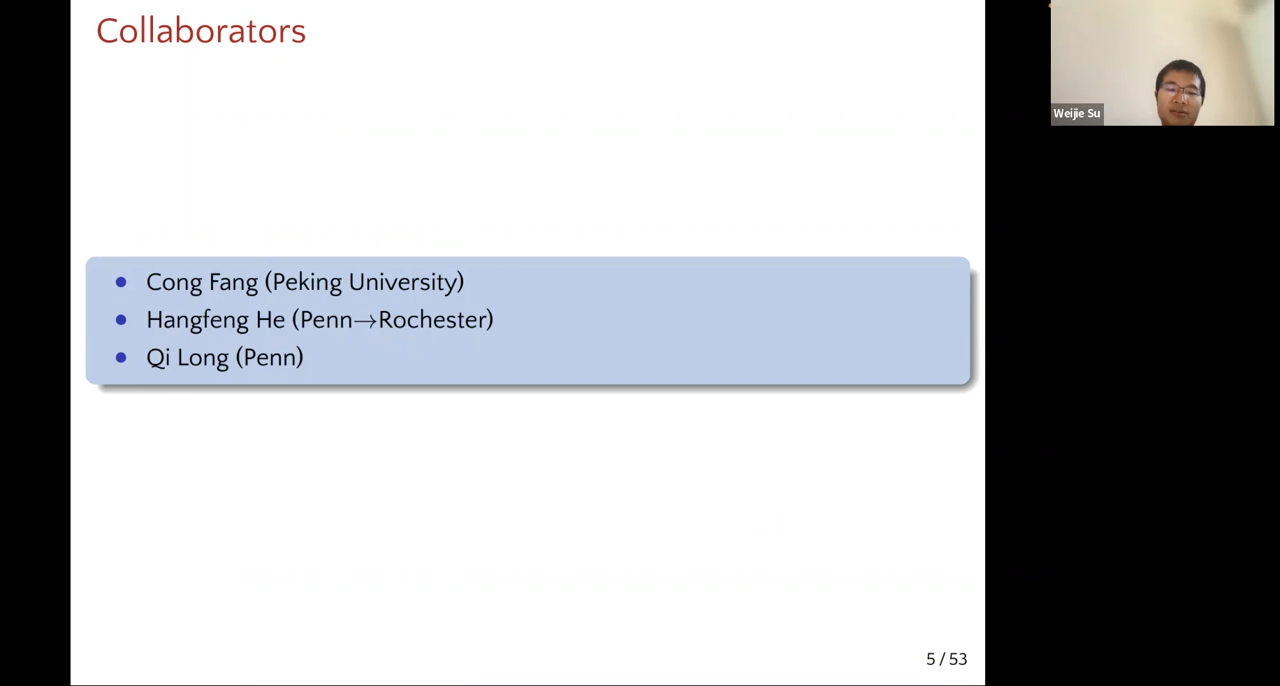 Collaborators
Weijie Su
• Cong Fang (Peking University)
• Hangfeng He (Penn→Rochester)
• Qi Long (Penn)
5 / 53